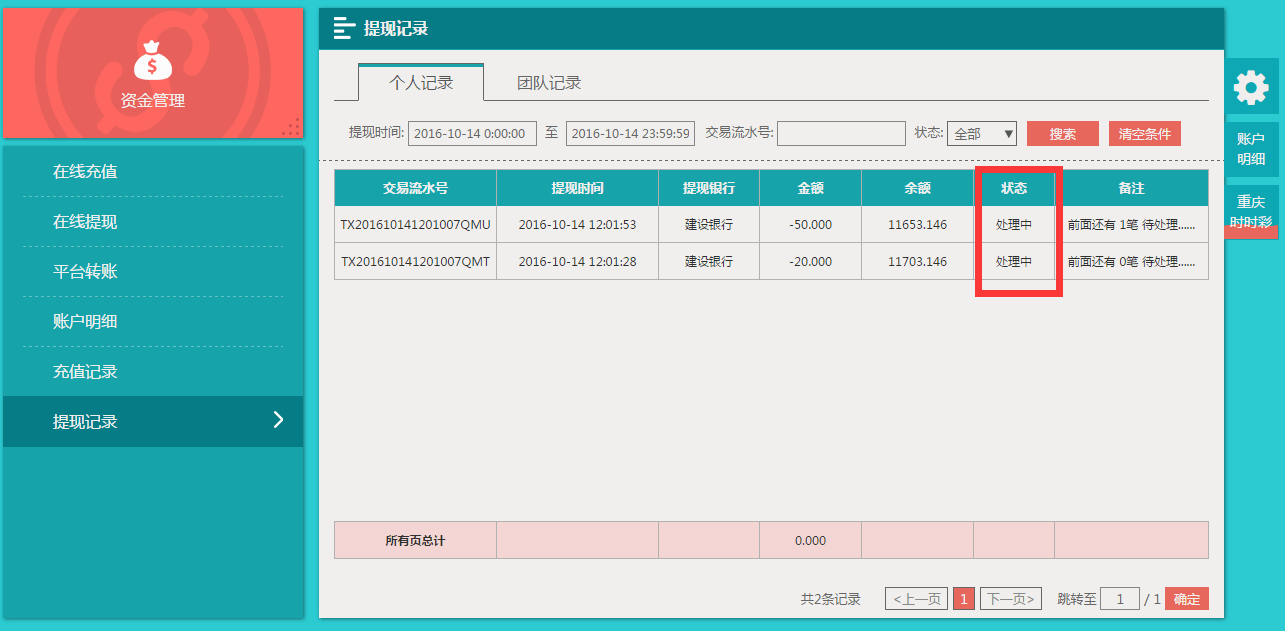 资金管理
在线充值
在线提现
平台转账
账户明细
充值记录
提现记录
提现记录
个人记录 团队记录
提现时间: 2016-10-14 0:00:00 至 2016-10-14 23:59:59 交易流水号: 状态: 全部 搜索 清空条件
交易流水号 提现时间 提现银行 金额 余额 状态 备注
TX201610141201007QMU 2016-10-14 12:01:53 建设银行 -50.000 11653.146 处理中 前面还有 1笔 待处理......
TX201610141201007QMT 2016-10-14 12:01:28 建设银行 -20.000 11703.146 处理中 前面还有 0笔 待处理......
所有页总计 0.000
共2条记录 <上一页 1 下一页> 跳转至 1 / 1 确定
账户
明细
重庆
时时彩